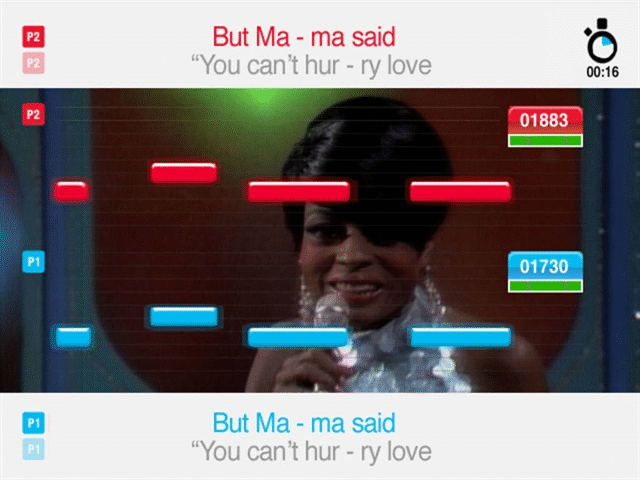 P2 But Ma - ma said
P2 “You can't hur - ry love
00:16
P2
01883
P1
01730
P1 But Ma - ma said
P1 “You can't hur - ry love